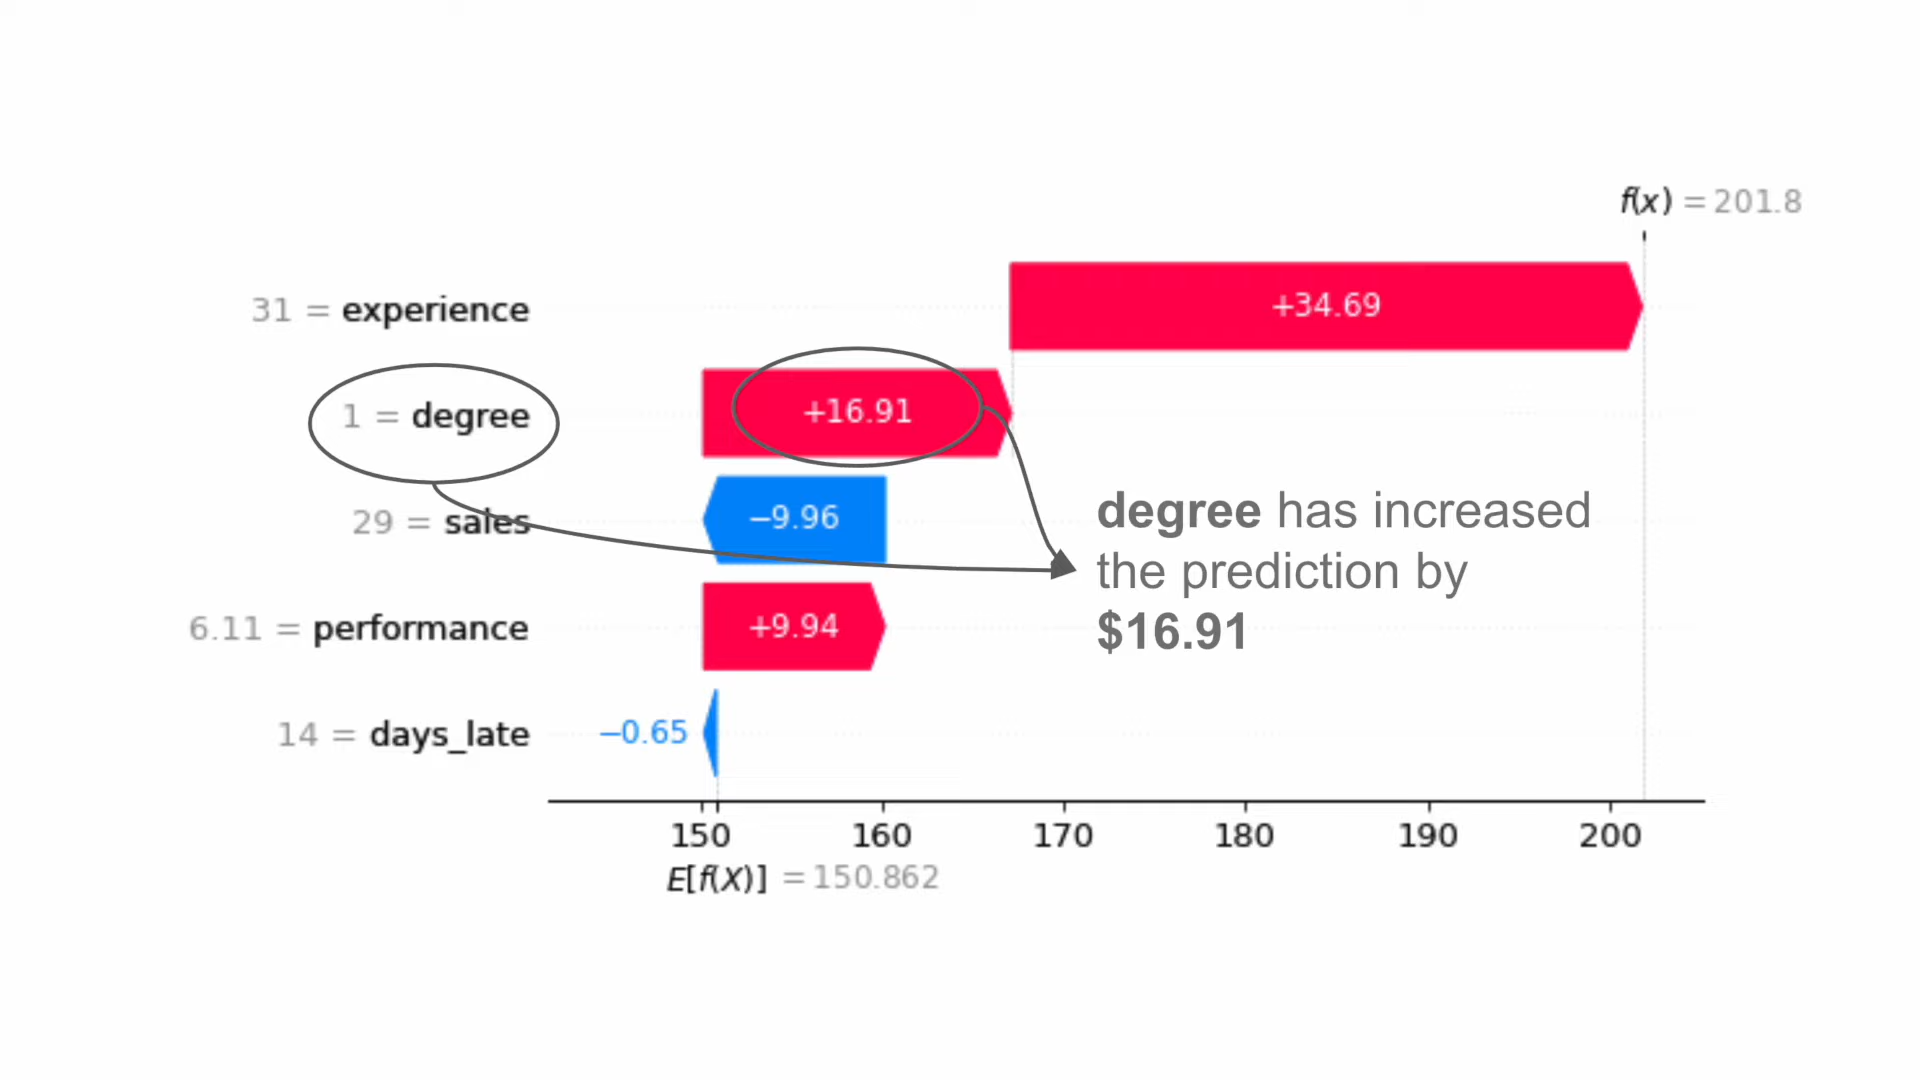 f(x) = 201.8
31 = experience
+34.69
1 = degree
+16.91
29 = sales
−9.96
degree has increased
the prediction by
$16.91
6.11 = performance
+9.94
14 = days_late
−0.65
150 160 170 180 190 200
E[f(X)] = 150.862